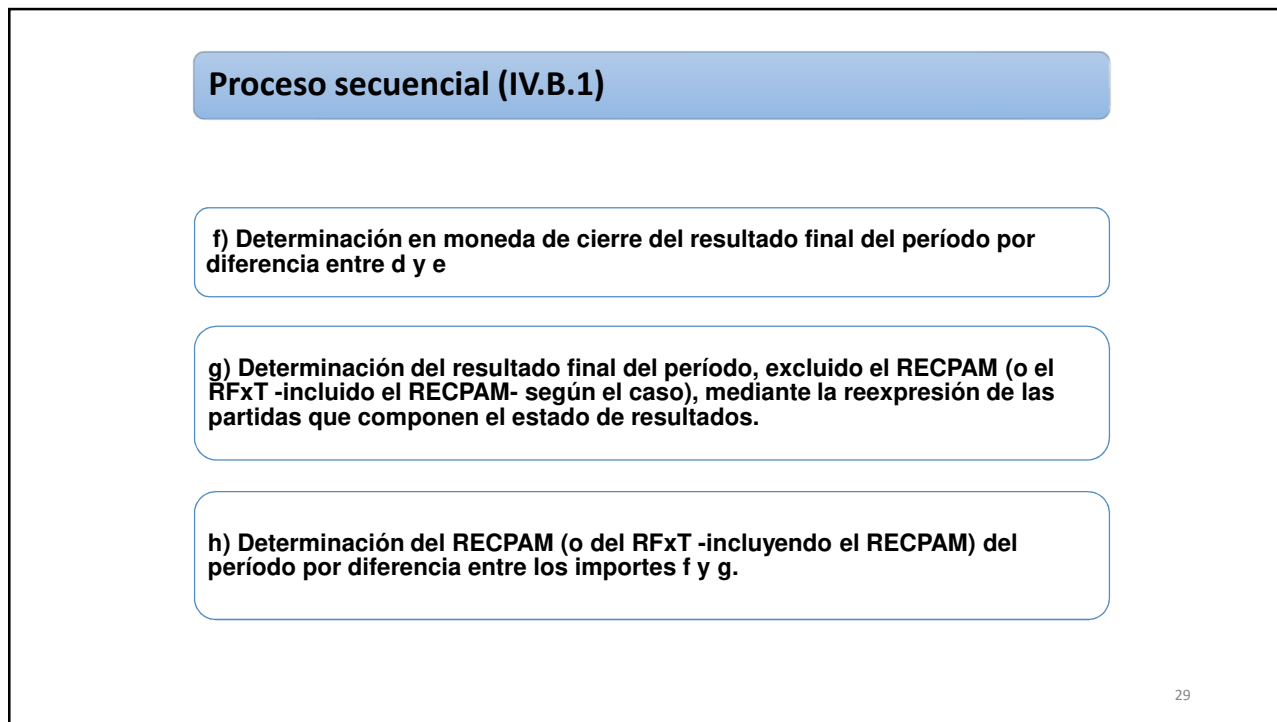 Proceso secuencial (IV.B.1)
f) Determinación en moneda de cierre del resultado final del período por
diferencia entre d y e
g) Determinación del resultado final del período, excluido el RECPAM (o el
RFxT -incluido el RECPAM- según el caso), mediante la reexpresión de las
partidas que componen el estado de resultados.
h) Determinación del RECPAM (o del RFxT -incluyendo el RECPAM) del
período por diferencia entre los importes f y g.
29